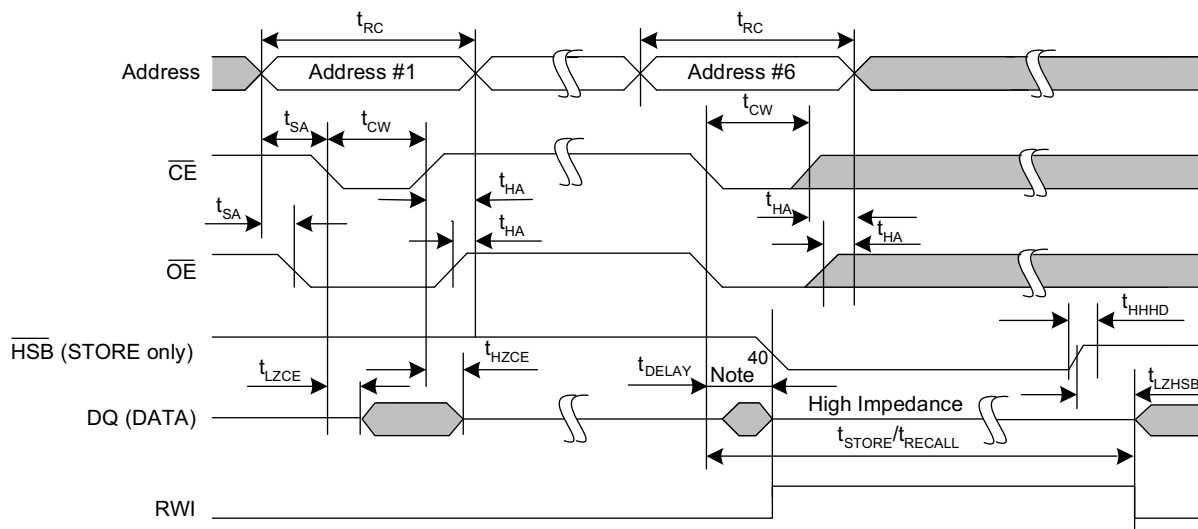 tRC tRC
Address Address #1 Address #6
tSA tCW tCW
CE
tHA tHA
tSA tHA tHA
OE
tHHHD
HSB (STORE only)
tLZCE tHZCE tDELAY Note 40 tLZHSB
DQ (DATA) High Impedance
tSTORE/tRECALL
RWI